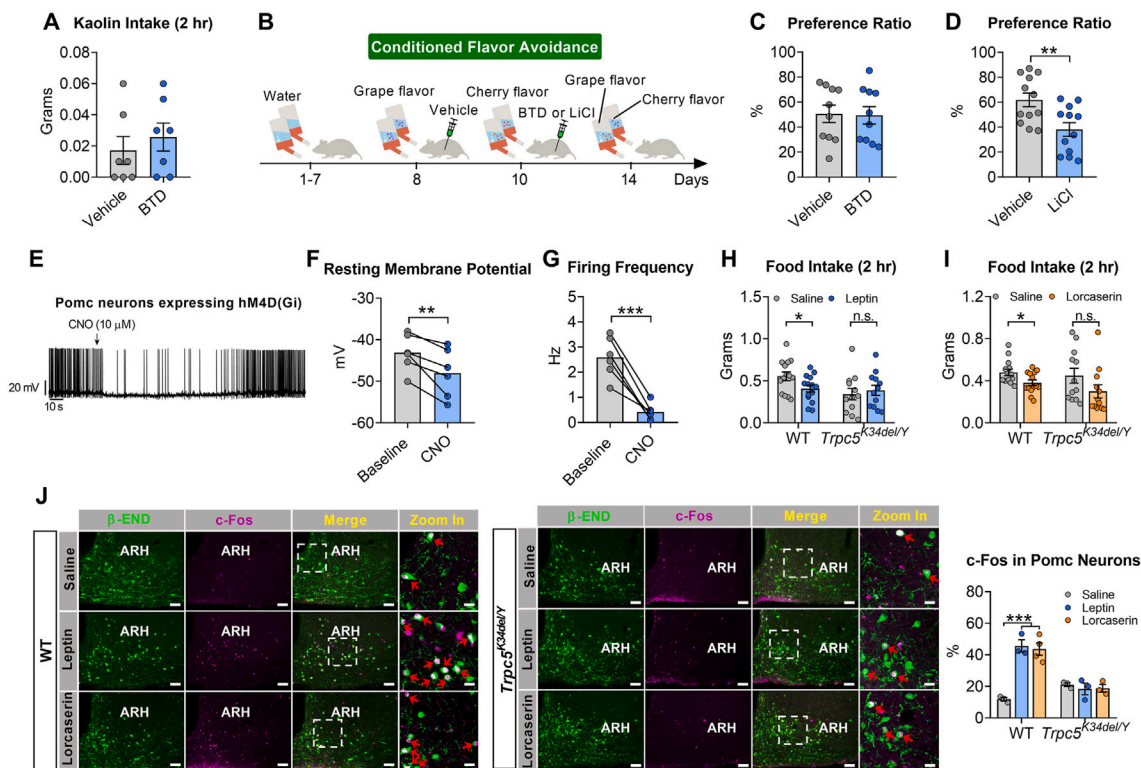 A Kaolin Intake (2 hr)
Grams
0.08
0.06
0.04
0.02
0.00
Vehicle
BTD
B
Conditioned Flavor Avoidance
Water
Grape flavor
Vehicle
Cherry flavor
BTD or LiCl
Grape flavor
Cherry flavor
1-7
8
10
14
Days
C Preference Ratio
%
100
80
60
40
20
0
Vehicle
BTD
D Preference Ratio
%
100
80
60
40
20
0
**
Vehicle
LiCl
E
Pomc neurons expressing hM4D(Gi)
CNO (10 μM)
20 mV
10 s
F
Resting Membrane Potential
mV
-30
-40
-50
-60
**
Baseline
CNO
G
Firing Frequency
Hz
5
4
3
2
1
0
***
Baseline
CNO
H
Food Intake (2 hr)
Saline
Leptin
Grams
1.5
1.0
0.5
0.0
*
n.s.
WT
Trpc5K34del/Y
I
Food Intake (2 hr)
Saline
Lorcaserin
Grams
1.2
0.8
0.4
0.0
*
n.s.
WT
Trpc5K34del/Y
J
β-END
c-Fos
Merge
Zoom In
WT
Saline
ARH
ARH
ARH
Leptin
ARH
ARH
ARH
Lorcaserin
ARH
ARH
ARH
β-END
c-Fos
Merge
Zoom In
Trpc5K34del/Y
Saline
ARH
ARH
ARH
Leptin
ARH
ARH
ARH
Lorcaserin
ARH
ARH
ARH
c-Fos in Pomc Neurons
Saline
Leptin
Lorcaserin
%
80
60
40
20
0
***
WT
Trpc5K34del/Y